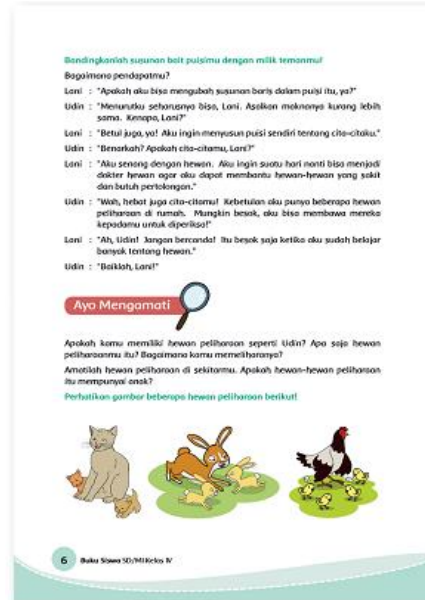 Bandingkanlah susunan bait puisimu dengan milik temanmu!
Bagaimana pendapatmu?
Lani : "Apakah aku bisa mengubah susunan baris dalam puisi itu, ya?"
Udin : "Menurutku seharusnya bisa, Lani. Asalkan maknanya kurang lebih
sama. Kenapa, Lani?"
Lani : "Betul juga, ya! Aku ingin menyusun puisi sendiri tentang cita-citaku."
Udin : "Benarkah? Apakah cita-citamu, Lani?"
Lani : "Aku senang dengan hewan. Aku ingin suatu hari nanti bisa menjadi
dokter hewan agar aku dapat membantu hewan-hewan yang sakit
dan butuh pertolongan."
Udin : "Wah, hebat juga cita-citamu! Kebetulan aku punya beberapa hewan
peliharaan di rumah. Mungkin besok, aku bisa membawa mereka
kepadamu untuk diperiksa!"
Lani : "Ah, Udin! Jangan bercanda! Itu besok saja ketika aku sudah belajar
banyak tentang hewan."
Udin : "Baiklah, Lani!"
Ayo Mengamati
Apakah kamu memiliki hewan peliharaan seperti Udin? Apa saja hewan
peliharaanmu itu? Bagaimana kamu memeliharanya?
Amatilah hewan peliharaan di sekitarmu. Apakah hewan-hewan peliharaan
itu mempunyai anak?
Perhatikan gambar beberapa hewan peliharaan berikut!
6 Buku Siswa SD/MI Kelas IV